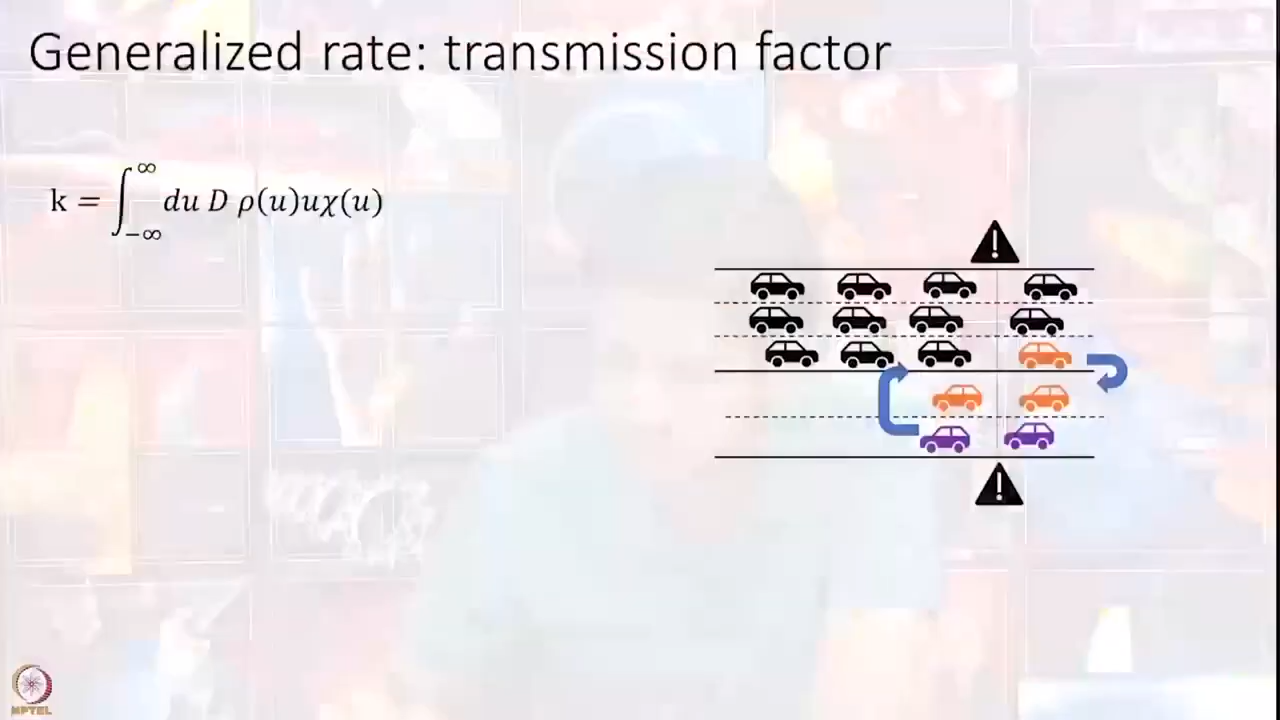 Generalized rate: transmission factor
k = ∫_{-∞}^{∞} du D ρ(u)uχ(u)
!
!
NPTEL